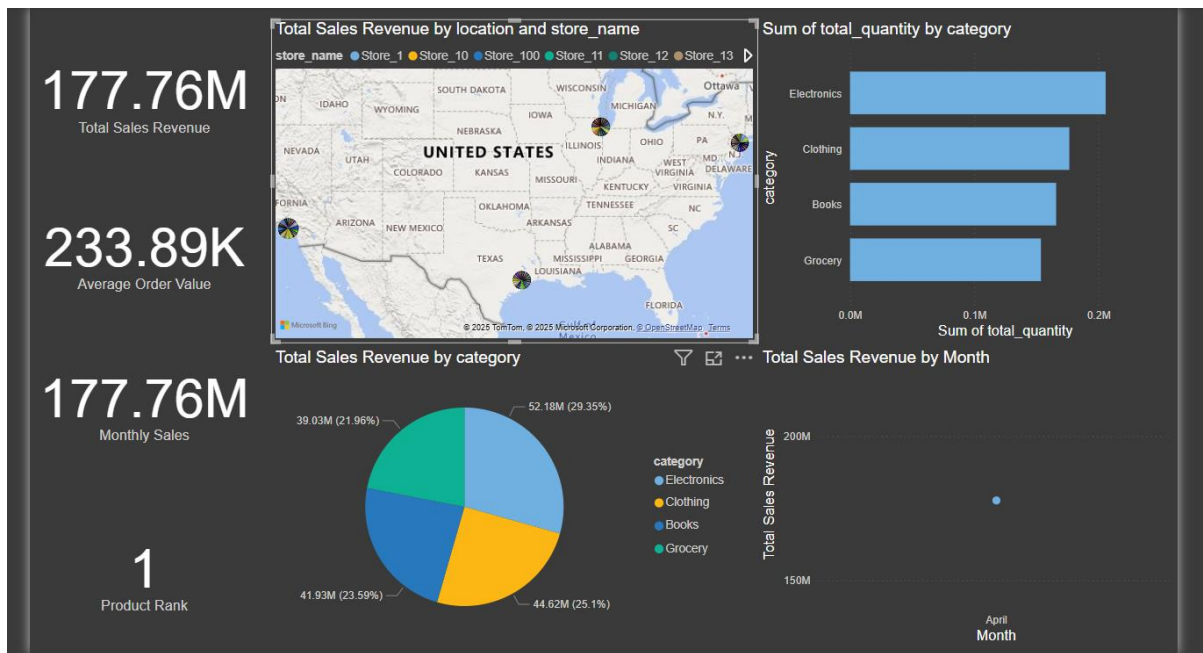 177.76M
Total Sales Revenue
233.89K
Average Order Value
177.76M
Monthly Sales
1
Product Rank
Total Sales Revenue by location and store_name
store_name Store_1 Store_10 Store_100 Store_11 Store_12 Store_13
Ottawa
IDAHO
SOUTH DAKOTA
WISCONSIN
WYOMING
MICHIGAN
N.Y.
IOWA
NEBRASKA
NEVADA
UTAH
UNITED STATES
ILLINOIS
INDIANA
OHIO
PA
N.J.
COLORADO
KANSAS
MISSOURI
WEST VIRGINIA
MD
DELAWARE
KENTUCKY
VIRGINIA
OKLAHOMA
TENNESSEE
NC
ARIZONA
NEW MEXICO
ARKANSAS
SC
ALABAMA
TEXAS
MISSISSIPPI
GEORGIA
LOUISIANA
FLORIDA
Microsoft Bing
© 2025 TomTom, © 2025 Microsoft Corporation, © OpenStreetMap Terms
Sum of total_quantity by category
category
Electronics
Clothing
Books
Grocery
0.0M 0.1M 0.2M
Sum of total_quantity
Total Sales Revenue by category
52.18M (29.35%)
39.03M (21.96%)
41.93M (23.59%)
44.62M (25.1%)
category
Electronics
Clothing
Books
Grocery
Total Sales Revenue by Month
Total Sales Revenue
200M
150M
April
Month